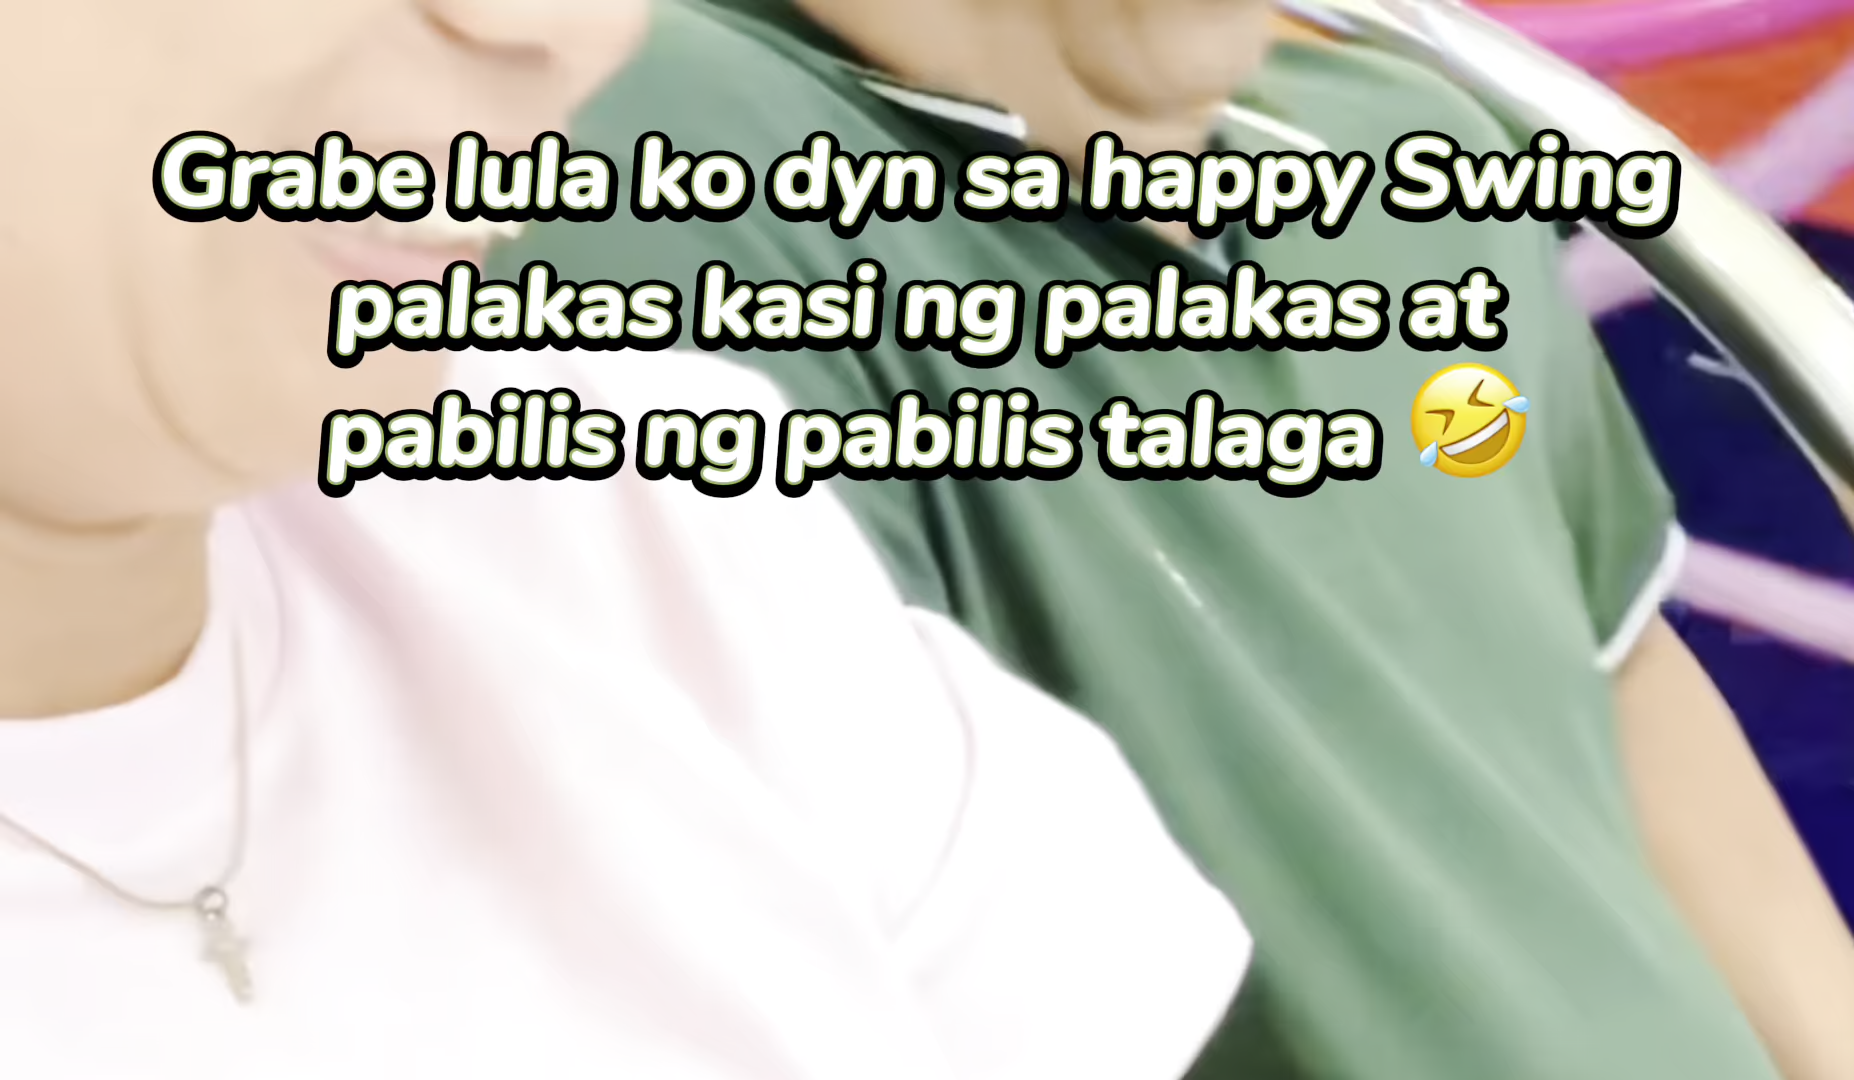 Grabe lula ko dyn sa happy Swing
palakas kasi ng palakas at
pabilis ng pabilis talaga 🤣